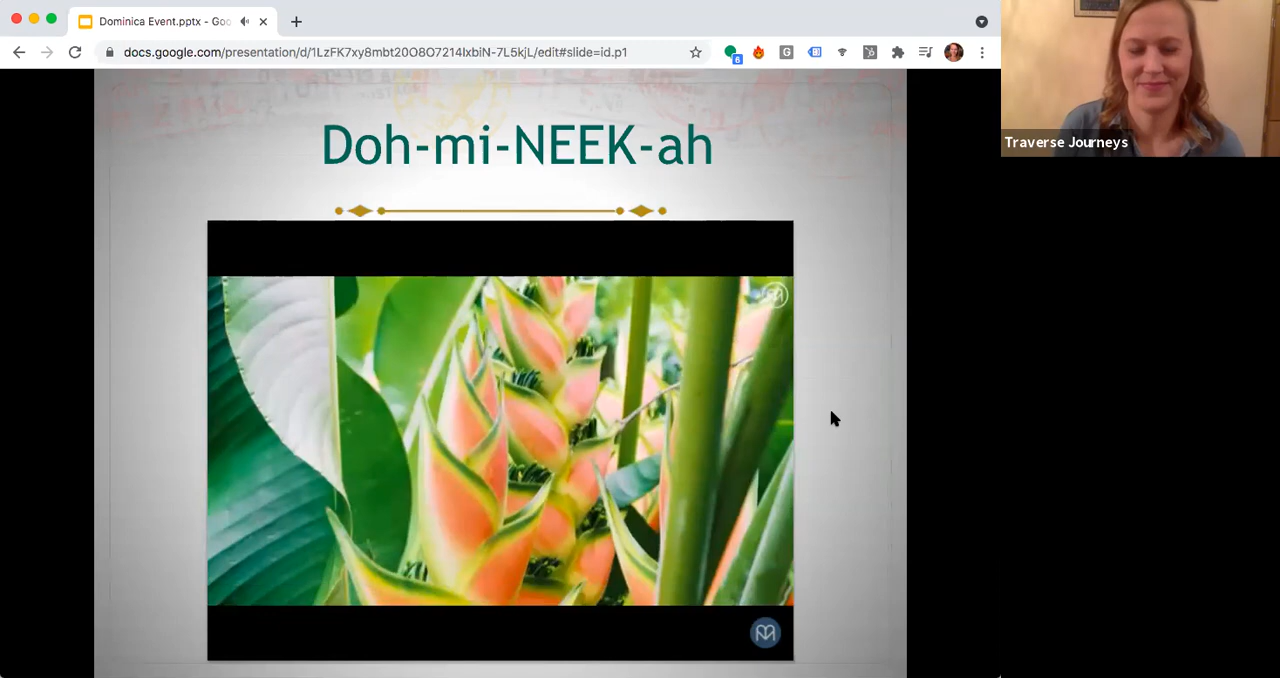 Dominica Event.pptx - Goo
docs.google.com/presentation/d/1LzFK7xy8mbt20O8O7214IxbiN-7L5kjL/edit#slide=id.p1
6
G
Traverse Journeys
Doh-mi-NEEK-ah